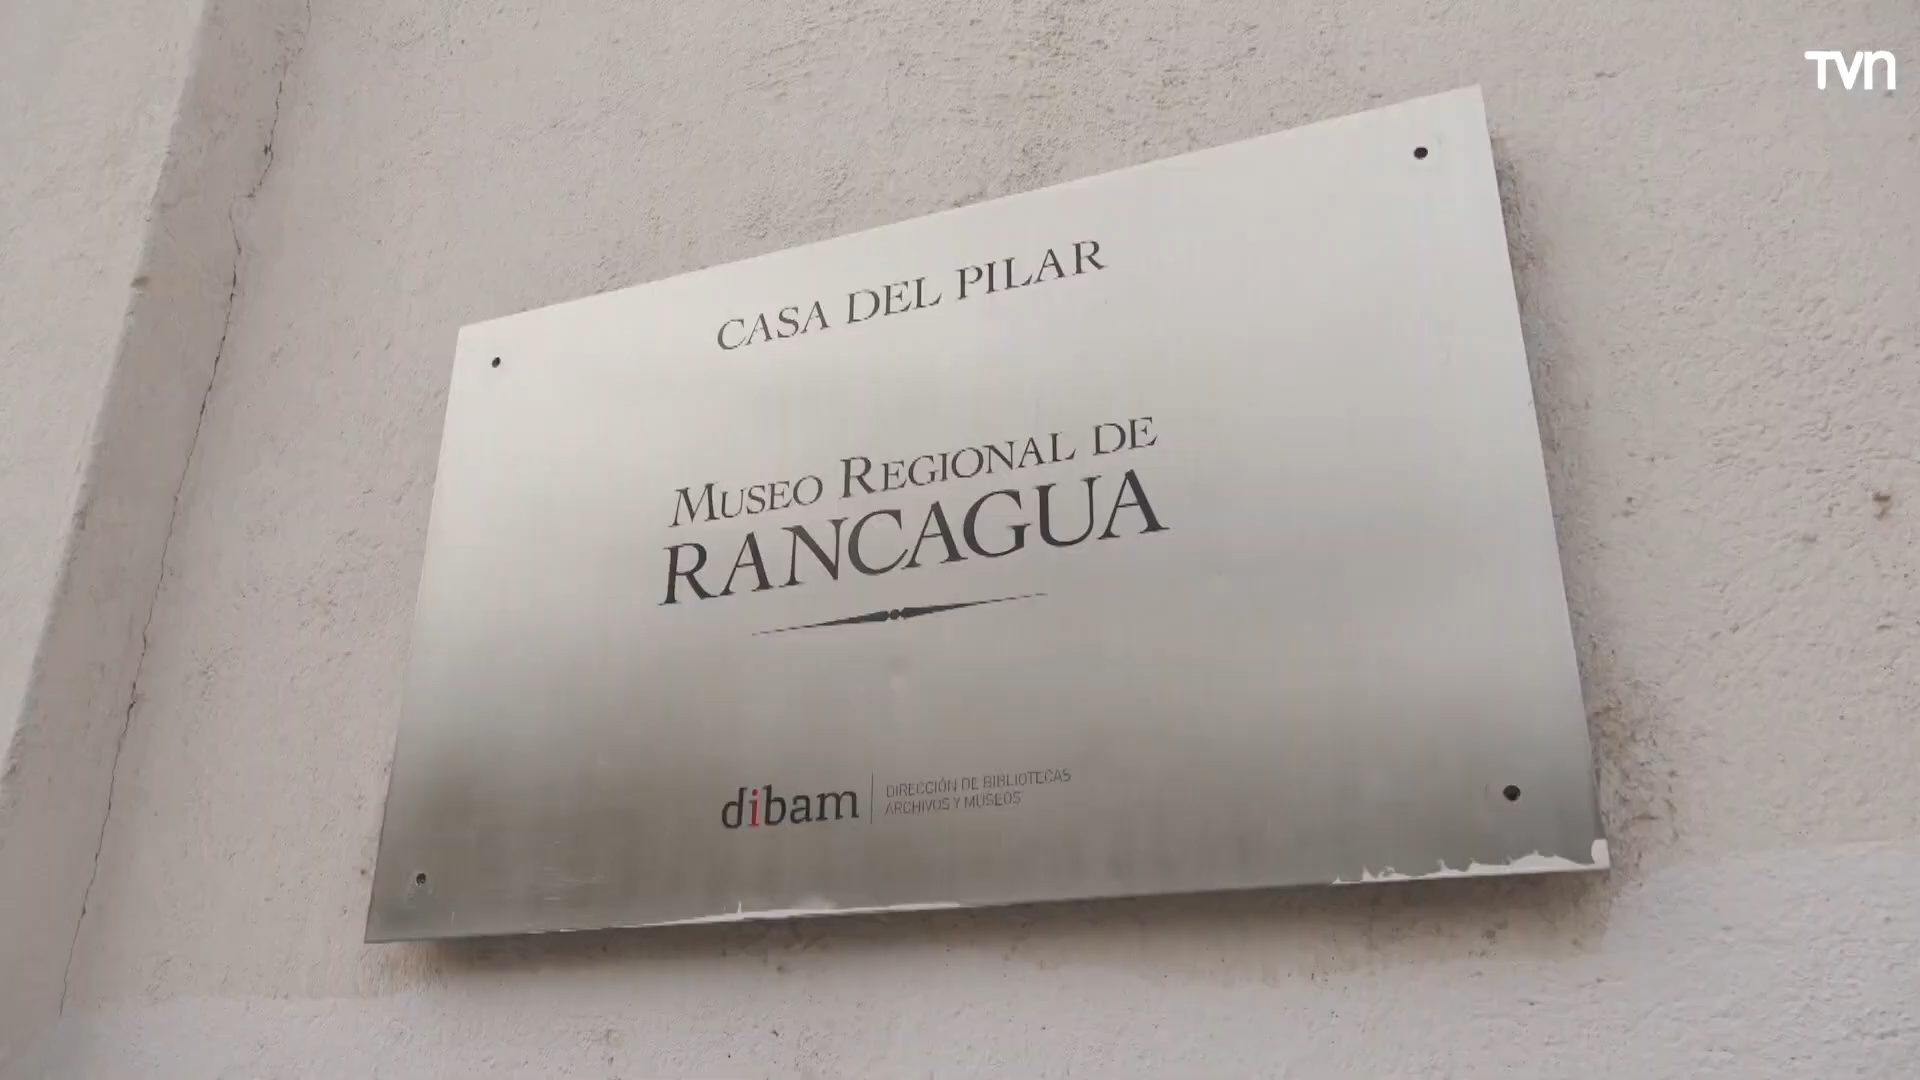 TVN
CASA DEL PILAR
MUSEO REGIONAL DE
RANCAGUA
dibam
DIRECCIÓN DE BIBLIOTECAS
ARCHIVOS Y MUSEOS